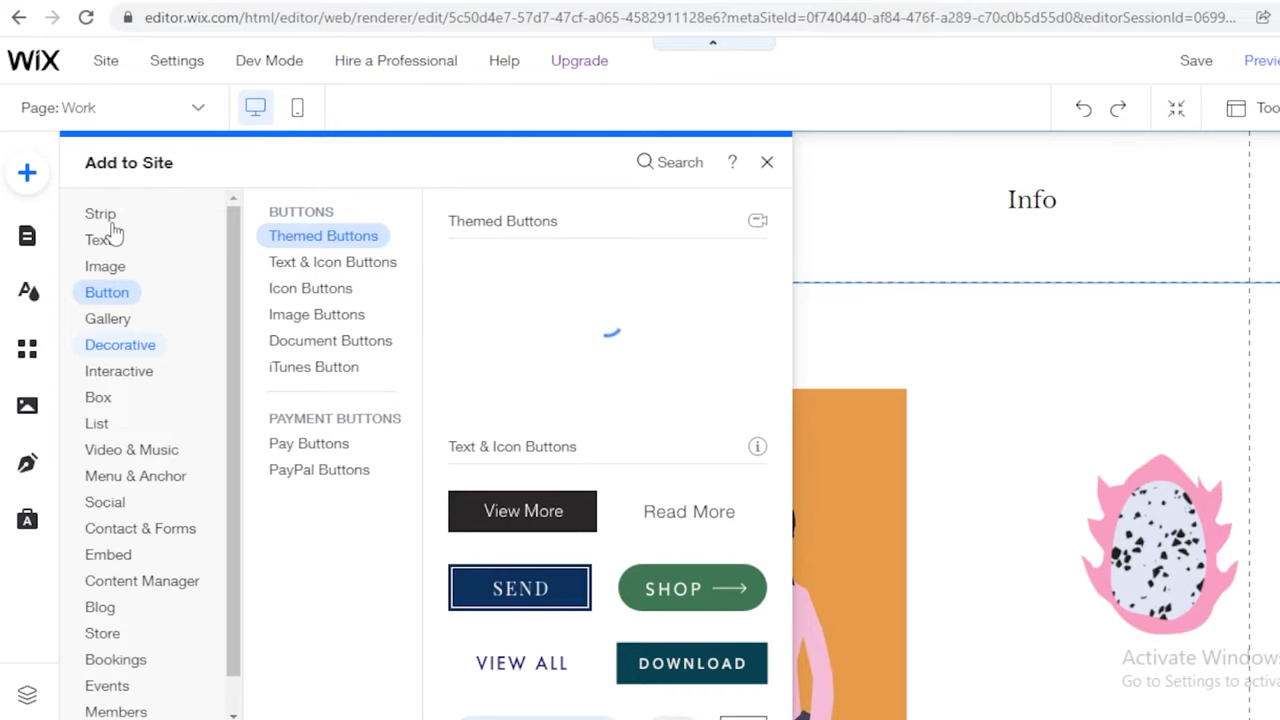 editor.wix.com/html/editor/web/renderer/edit/5c50d4e7-57d7-47cf-a065-4582911128e6?metaSiteId=0f740440-af84-476f-a289-c70c0b5d55d0&editorSessionId=0699...
WiX Site Settings Dev Mode Hire a Professional Help Upgrade Save Previe
Page: Work Too
Add to Site Search ?
Info
Strip
Text
Image
Button
Gallery
Decorative
Interactive
Box
List
Video & Music
Menu & Anchor
Social
Contact & Forms
Embed
Content Manager
Blog
Store
Bookings
Events
Members
BUTTONS
Themed Buttons
Text & Icon Buttons
Icon Buttons
Image Buttons
Document Buttons
iTunes Button
PAYMENT BUTTONS
Pay Buttons
PayPal Buttons
Themed Buttons
Text & Icon Buttons
View More Read More
SEND SHOP
VIEW ALL DOWNLOAD
Activate Windows
Go to Settings to activa